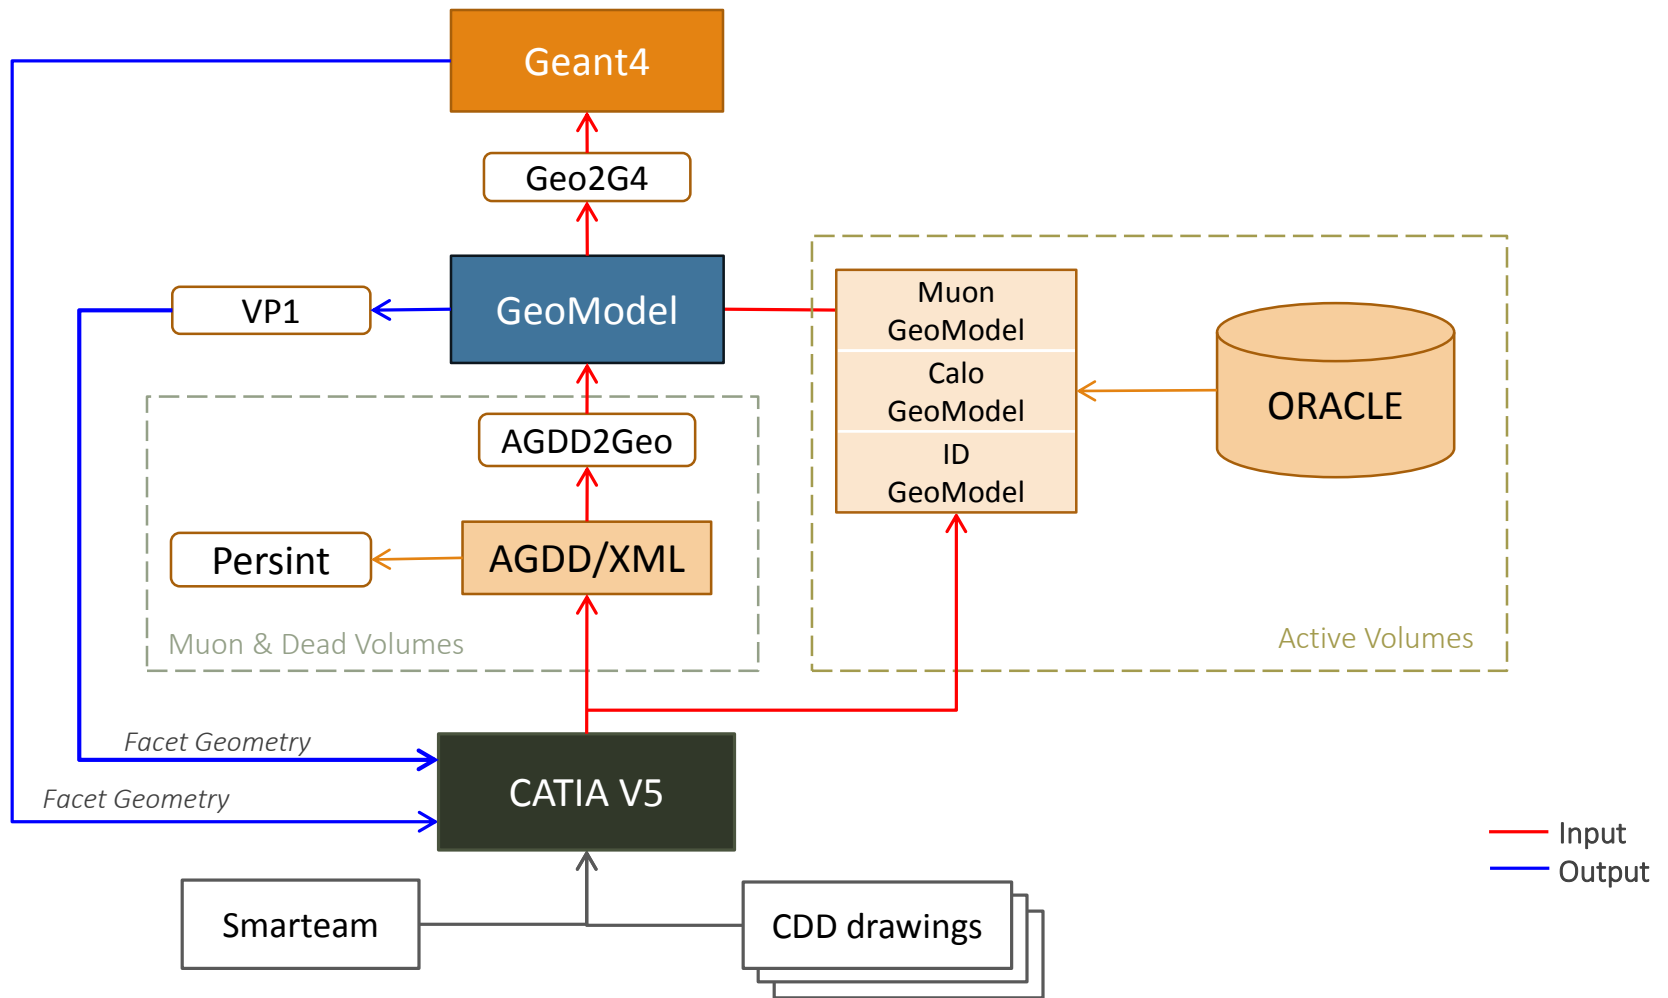 Geant4
Geo2G4
GeoModel
VP1
Muon
GeoModel
Calo
GeoModel
ID
GeoModel
ORACLE
AGDD2Geo
Persint
AGDD/XML
Muon & Dead Volumes
Active Volumes
Facet Geometry
Facet Geometry
CATIA V5
Input
Output
Smarteam
CDD drawings